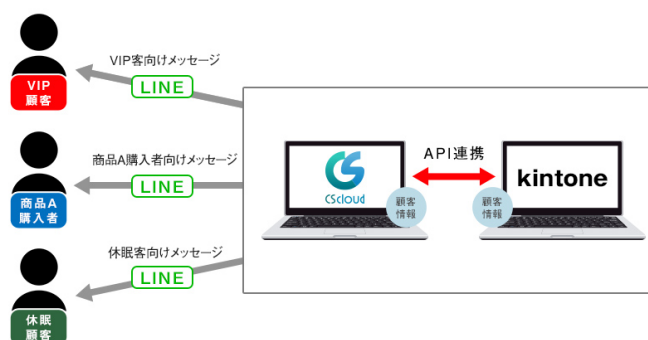 VIP客向けメッセージ
LINE
VIP
顧客
商品A購入者向けメッセージ
LINE
商品A
購入者
休眠客向けメッセージ
LINE
休眠
顧客
CScloud
顧客
情報
API連携
kintone
顧客
情報